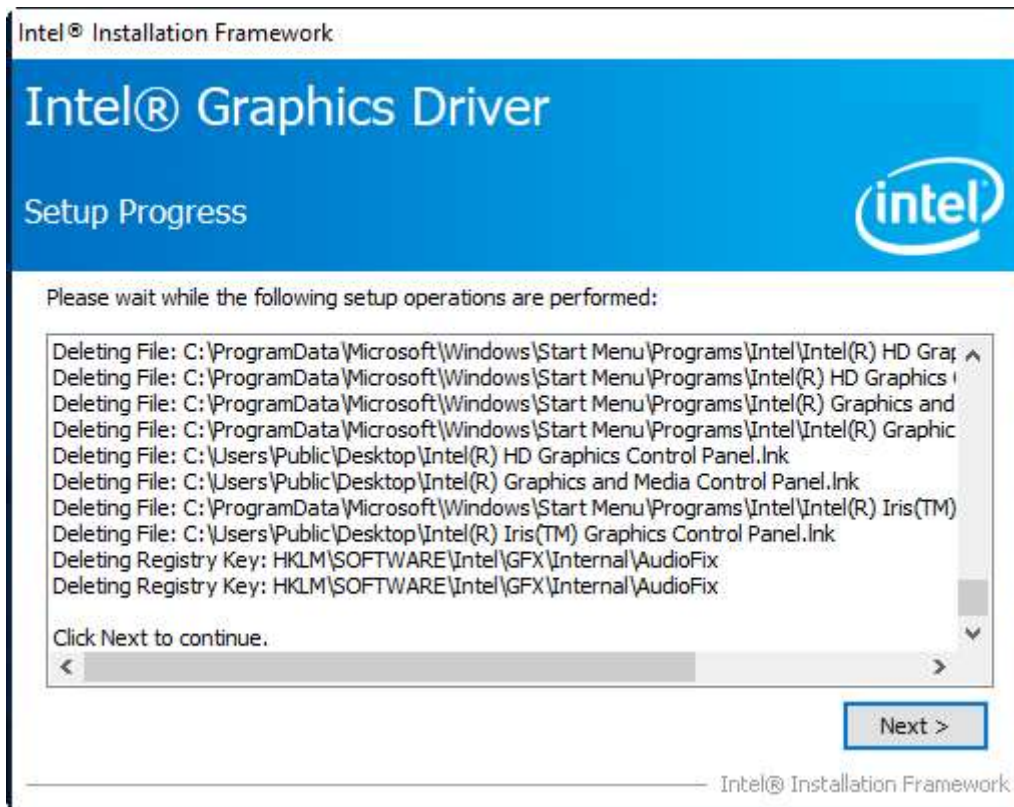 Intel® Installation Framework
Intel® Graphics Driver
Setup Progress
intel
Please wait while the following setup operations are performed:
Deleting File: C:\ProgramData\Microsoft\Windows\Start Menu\Programs\Intel\Intel(R) HD
Deleting File: C:\ProgramData\Microsoft\Windows\Start Menu\Programs\Intel(R) HD Graphics
Deleting File: C:\ProgramData\Microsoft\Windows\Start Menu\Programs\Intel(R) Graphics and
Deleting File: C:\ProgramData\Microsoft\Windows\Start Menu\Programs\Intel\Intel(R) Graphic
Deleting File: C:\Users\Public\Desktop\Intel(R) HD Graphics Control Panel.lnk
Deleting File: C:\Users\Public\Desktop\Intel(R) Graphics and Media Control Panel.lnk
Deleting File: C:\ProgramData\Microsoft\Windows\Start Menu\Programs\Intel\Intel(R) Iris(TM)
Deleting File: C:\Users\Public\Desktop\Intel(R) Iris(TM) Graphics Control Panel.lnk
Deleting Registry Key: HKLM\SOFTWARE\Intel\GFX\Internal\AudioFix
Deleting Registry Key: HKLM\SOFTWARE\Intel\GFX\Internal\AudioFix
Click Next to continue.
Next >
Intel® Installation Framework